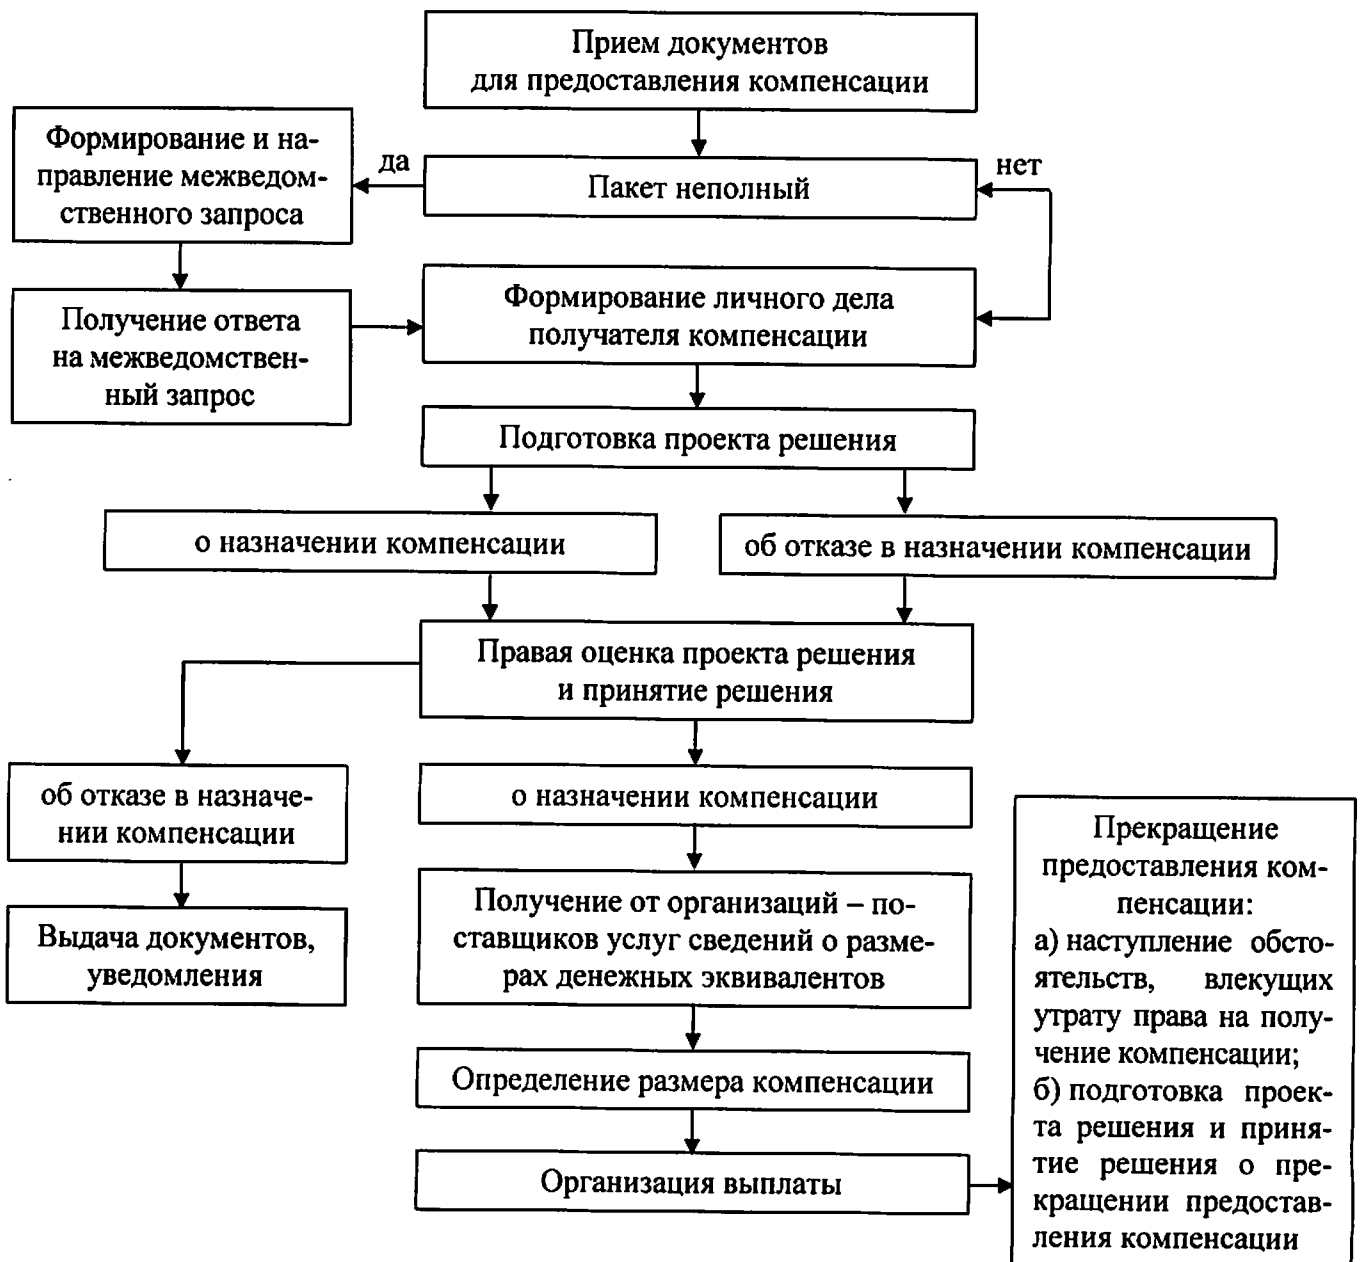 Прием документов
для предоставления компенсации
Формирование и на-
правление межведом-
ственного запроса
да
Пакет неполный
нет
Получение ответа
на межведомствен-
ный запрос
Формирование личного дела
получателя компенсации
Подготовка проекта решения
о назначении компенсации
об отказе в назначении компенсации
Правая оценка проекта решения
и принятие решения
об отказе в назначе-
нии компенсации
о назначении компенсации
Выдача документов,
уведомления
Получение от организаций – по-
ставщиков услуг сведений о разме-
рах денежных эквивалентов
Определение размера компенсации
Организация выплаты
Прекращение
предоставления ком-
пенсации:
а) наступление обсто-
ятельств, влекущих
утрату права на полу-
чение компенсации;
б) подготовка проек-
та решения и приня-
тие решения о пре-
кращении предостав-
ления компенсации